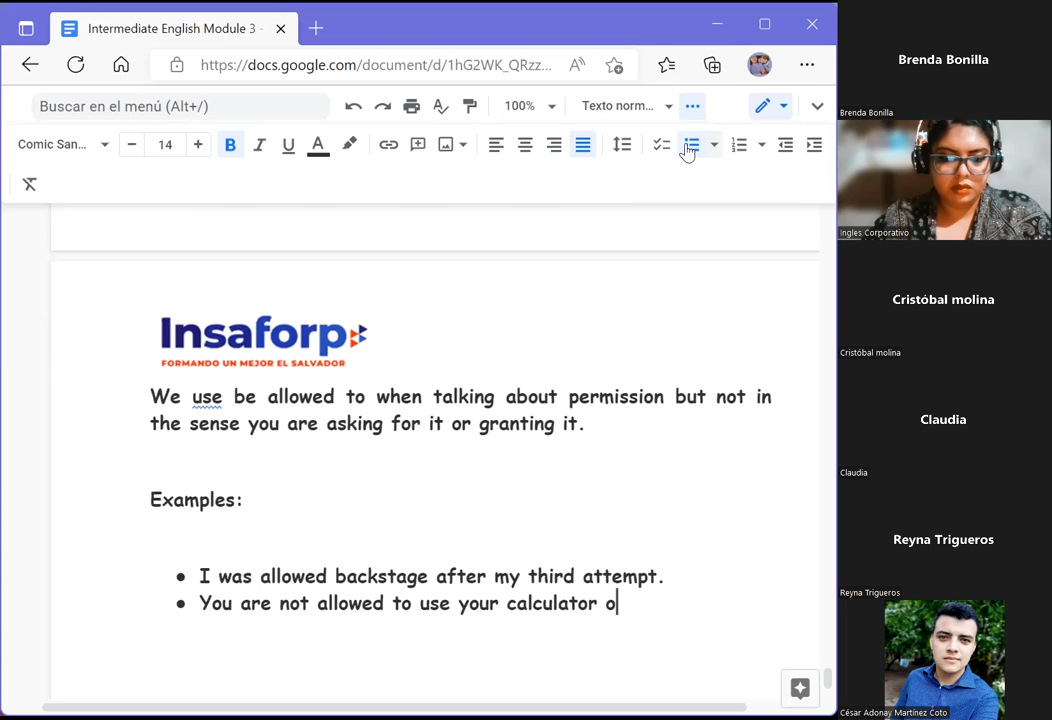 Intermediate English Module 3 -
https://docs.google.com/document/d/1hG2WK_QRzz...
Buscar en el menú (Alt+/)
100%
Texto norm...
Comic San...
14
B
I
U
A
Insaforp
FORMANDO UN MEJOR EL SALVADOR
We use be allowed to when talking about permission but not in
the sense you are asking for it or granting it.
Examples:
• I was allowed backstage after my third attempt.
• You are not allowed to use your calculator o
Brenda Bonilla
Brenda Bonilla
Ingles Corporativo
Cristóbal molina
Cristóbal molina
Claudia
Claudia
Reyna Trigueros
Reyna Trigueros
César Adonay Martínez Coto